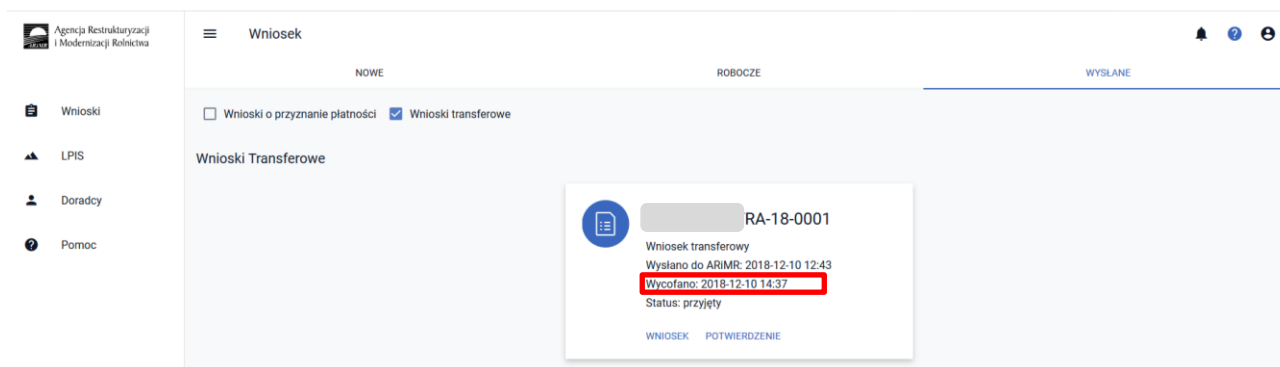 Agencja Restrukturyzacji
i Modernizacji Rolnictwa
ARiMR
Wniosek
NOWE
ROBOCZE
WYSŁANE
Wnioski
LPIS
Doradcy
Pomoc
Wnioski o przyznanie płatności
Wnioski transferowe
Wnioski Transferowe
RA-18-0001
Wniosek transferowy
Wysłano do ARiMR: 2018-12-10 12:43
Wycofano: 2018-12-10 14:37
Status: przyjęty
WNIOSEK POTWIERDZENIE